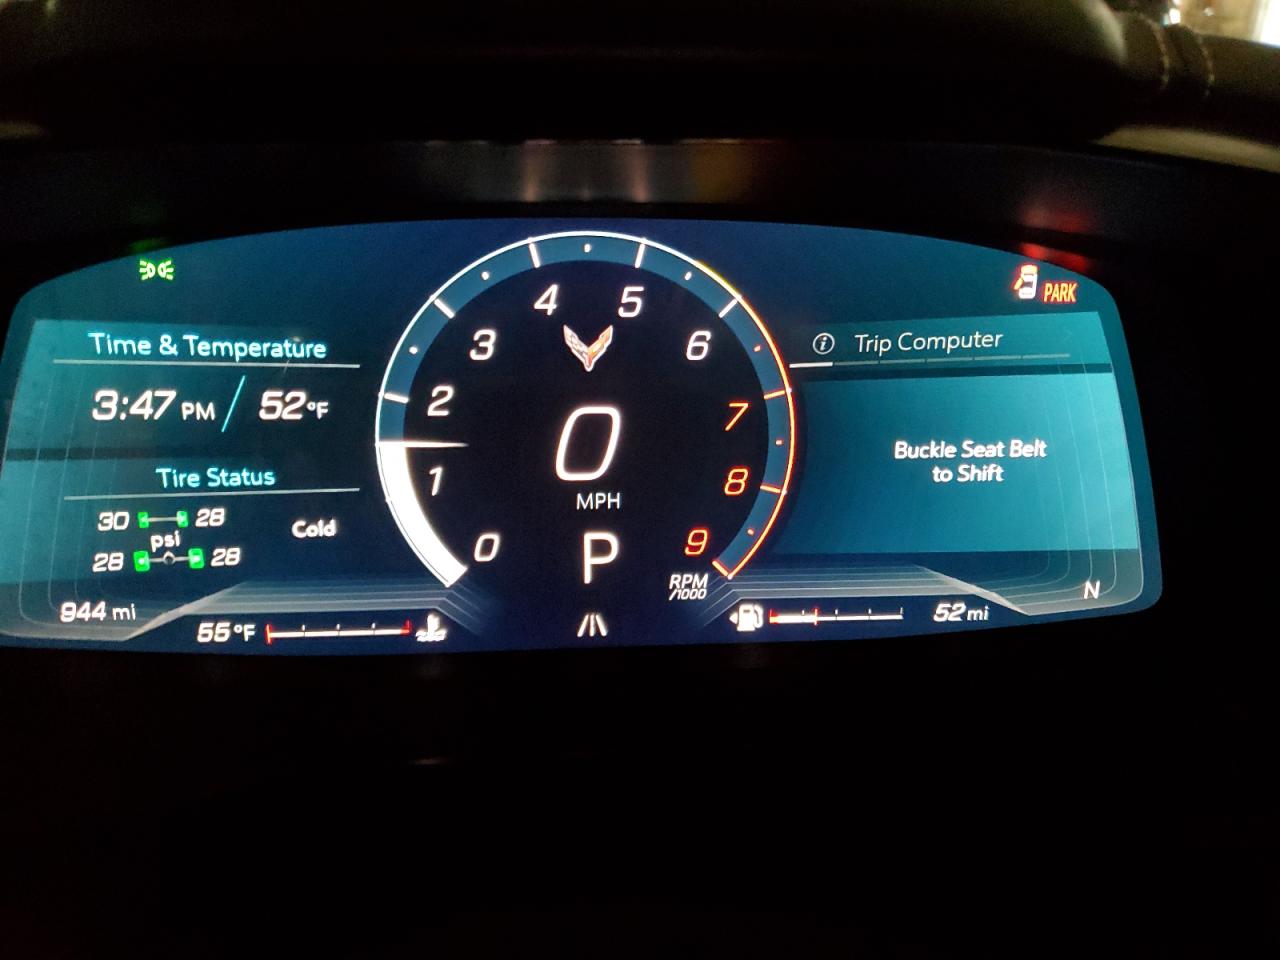 PARK
Time & Temperature
3:47 PM / 52°F
Tire Status
30 28
psi
28 28
Cold
944 mi
55°F
4 5
3 6
2 7
1 8
0 9
0
MPH
P
RPM
/1000
i Trip Computer
Buckle Seat Belt
to Shift
52 mi
N